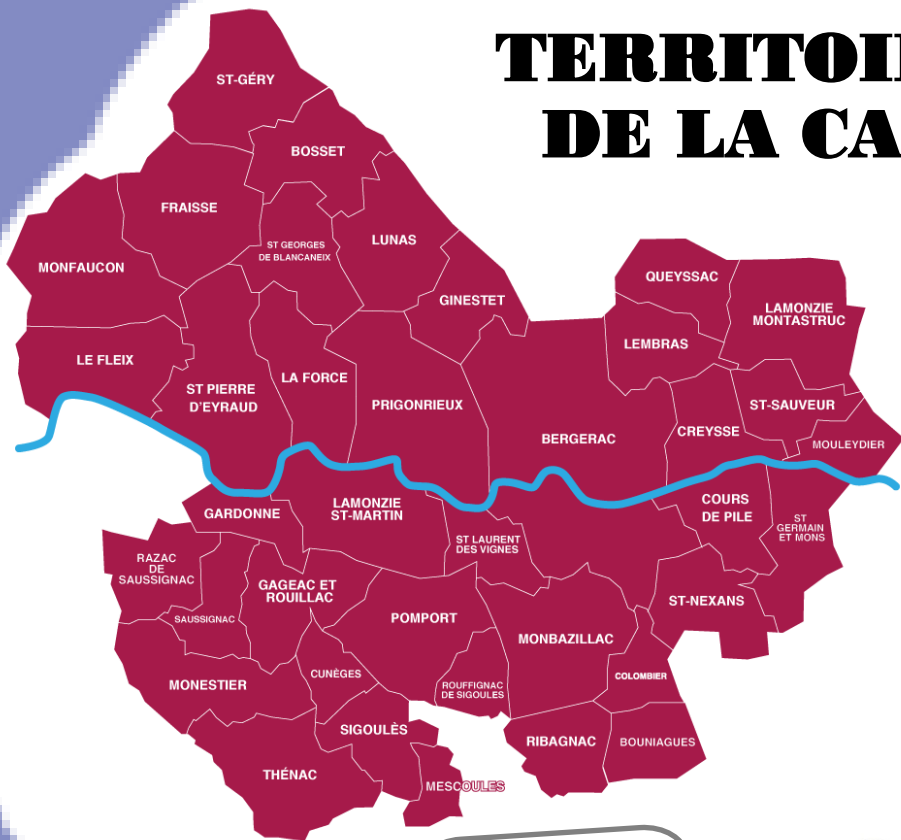 TERRITOI
DE LA CA
ST-GÉRY
BOSSET
FRAISSE
ST GEORGES
DE BLANCANEIX
LUNAS
MONFAUCON
GINESTET
QUEYSSAC
LAMONZIE
MONTASTRUC
LEMBRAS
LE FLEIX
ST PIERRE
D'EYRAUD
LA FORCE
PRIGONRIEUX
BERGERAC
CREYSSE
ST-SAUVEUR
MOULEYDIER
GARDONNE
LAMONZIE
ST-MARTIN
COURS
DE PILE
ST
GERMAIN
ET MONS
ST LAURENT
DES VIGNES
RAZAC
DE
SAUSSIGNAC
GAGEAC ET
ROUILLAC
SAUSSIGNAC
POMPORT
MONBAZILLAC
ST-NEXANS
MONESTIER
CUNÈGES
ROUFFIGNAC
DE SIGOULES
COLOMBIER
SIGOULÈS
RIBAGNAC
BOUNIAGUES
THÉNAC
MESCOULES